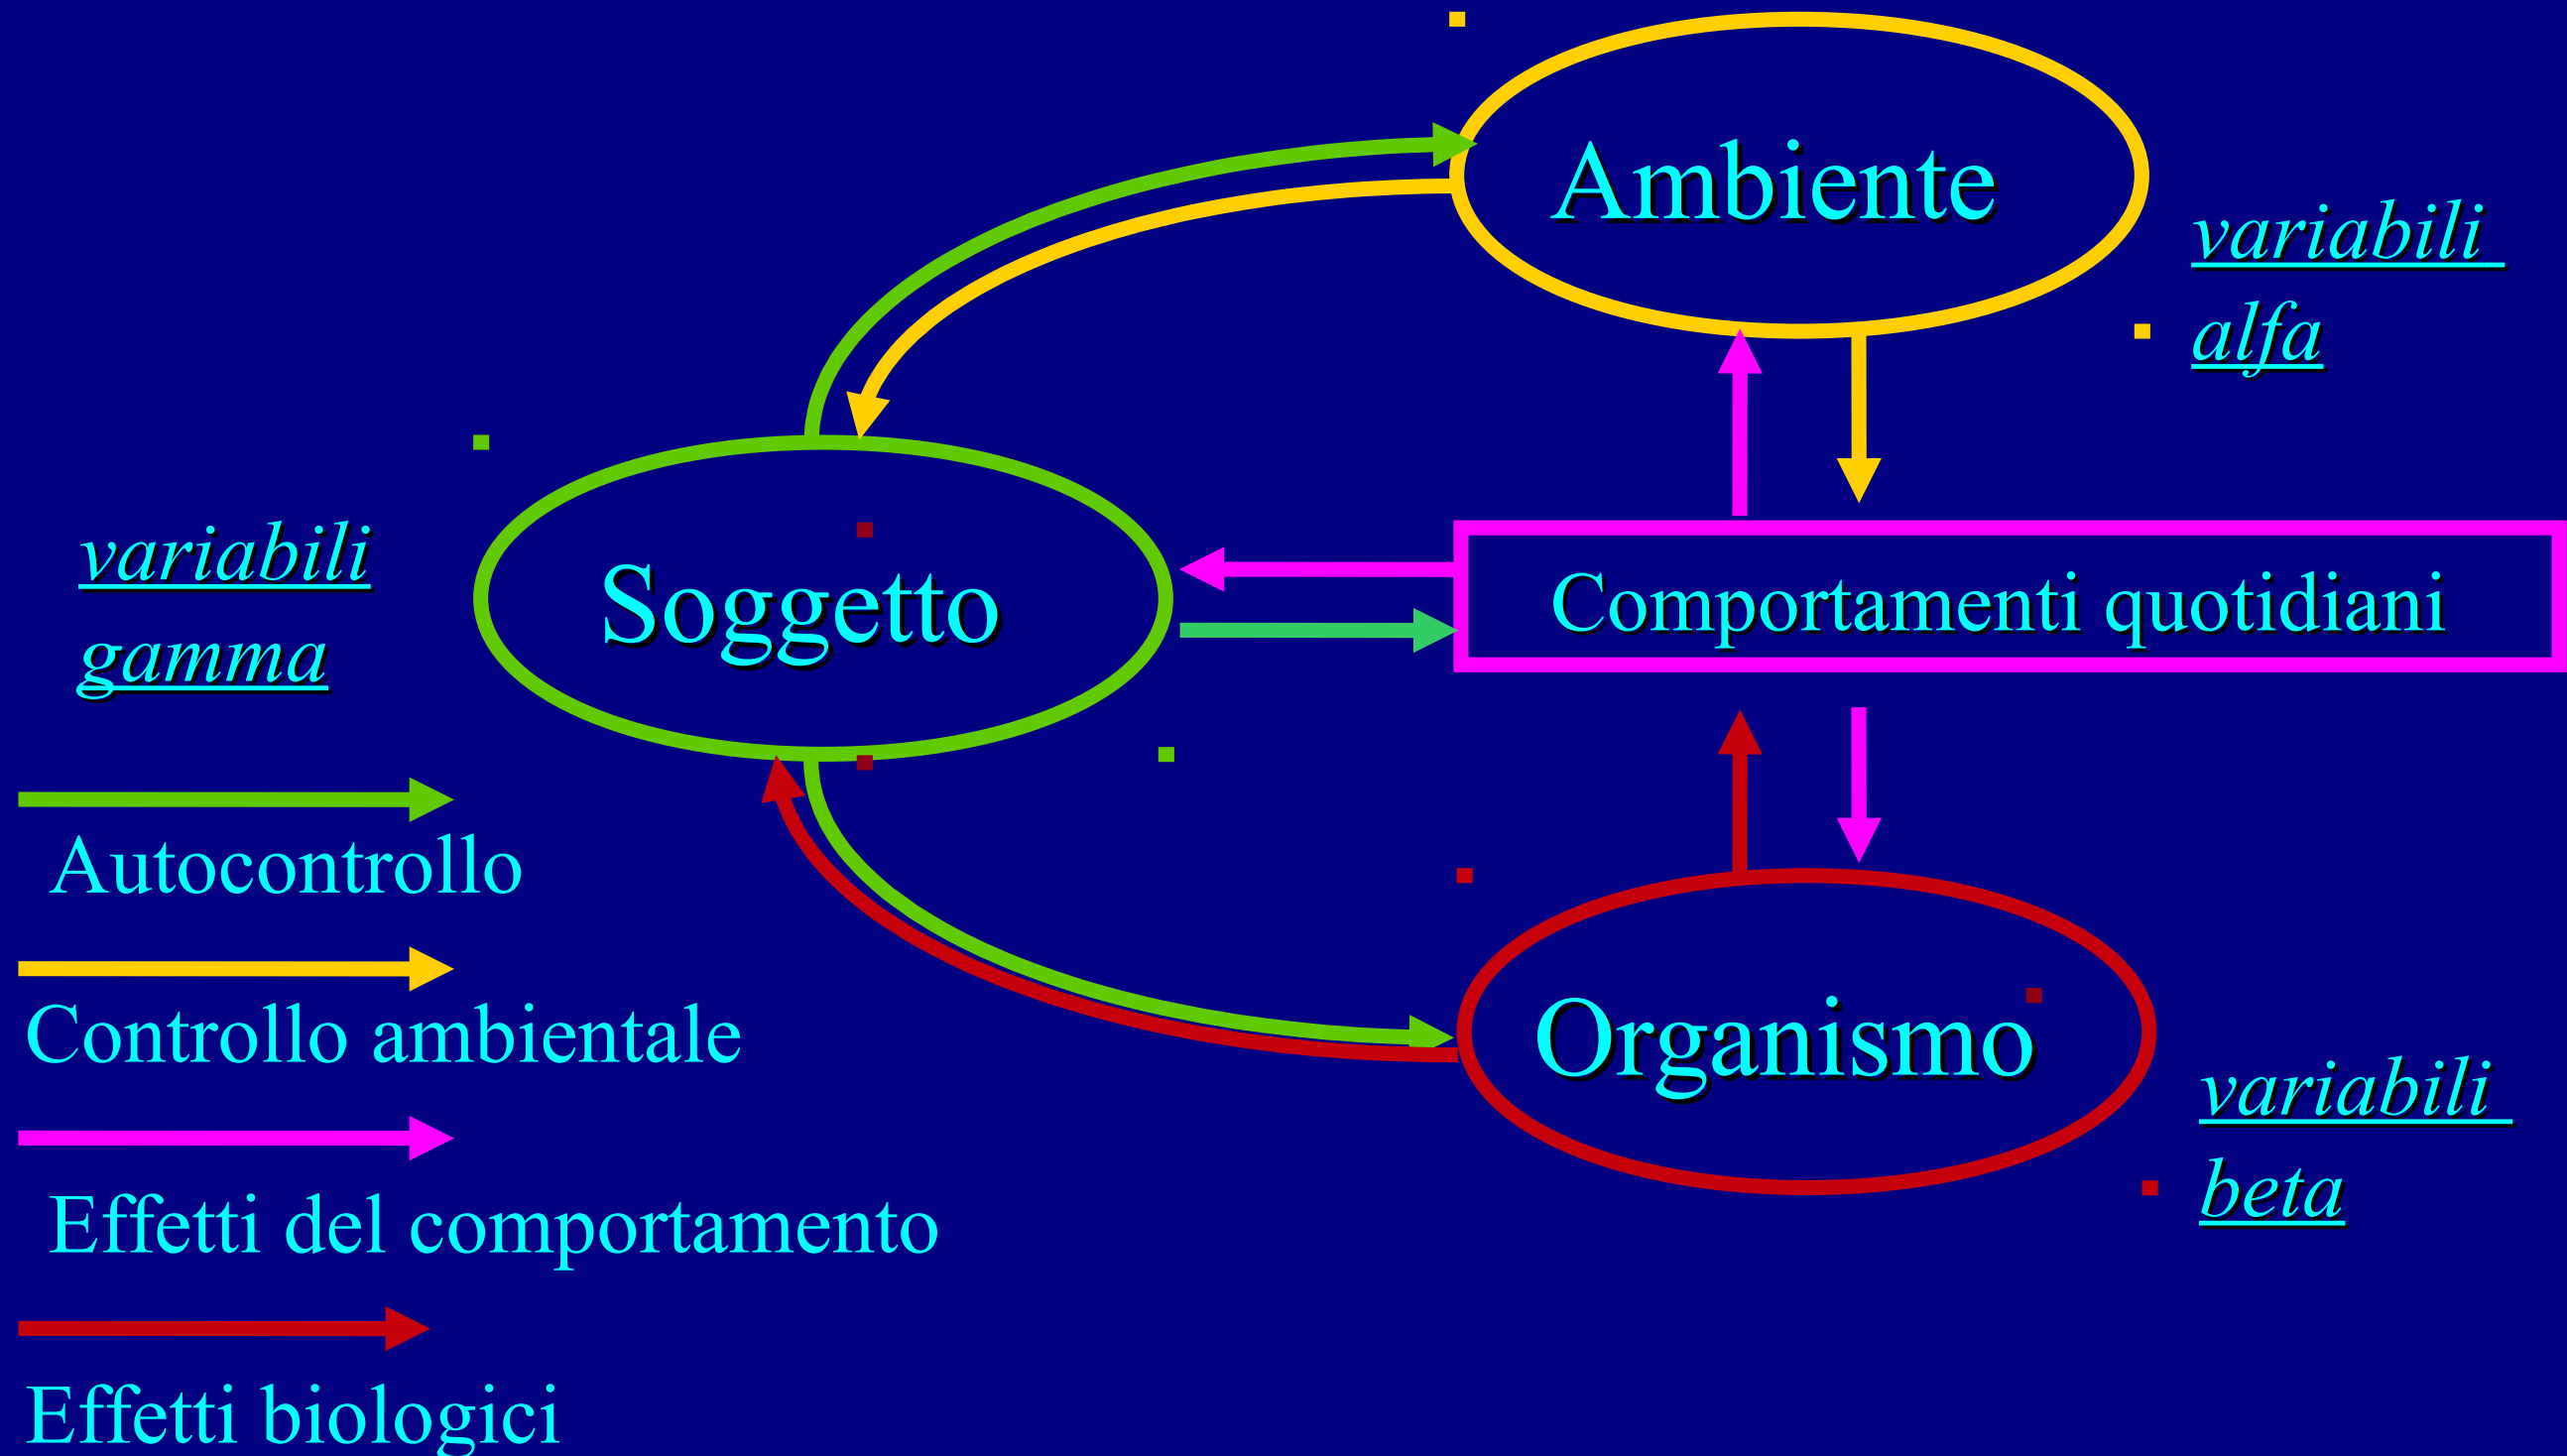 Ambiente
variabili
alfa
variabili
gamma
Soggetto
Comportamenti quotidiani
Autocontrollo
Controllo ambientale
Organismo
variabili
beta
Effetti del comportamento
Effetti biologici